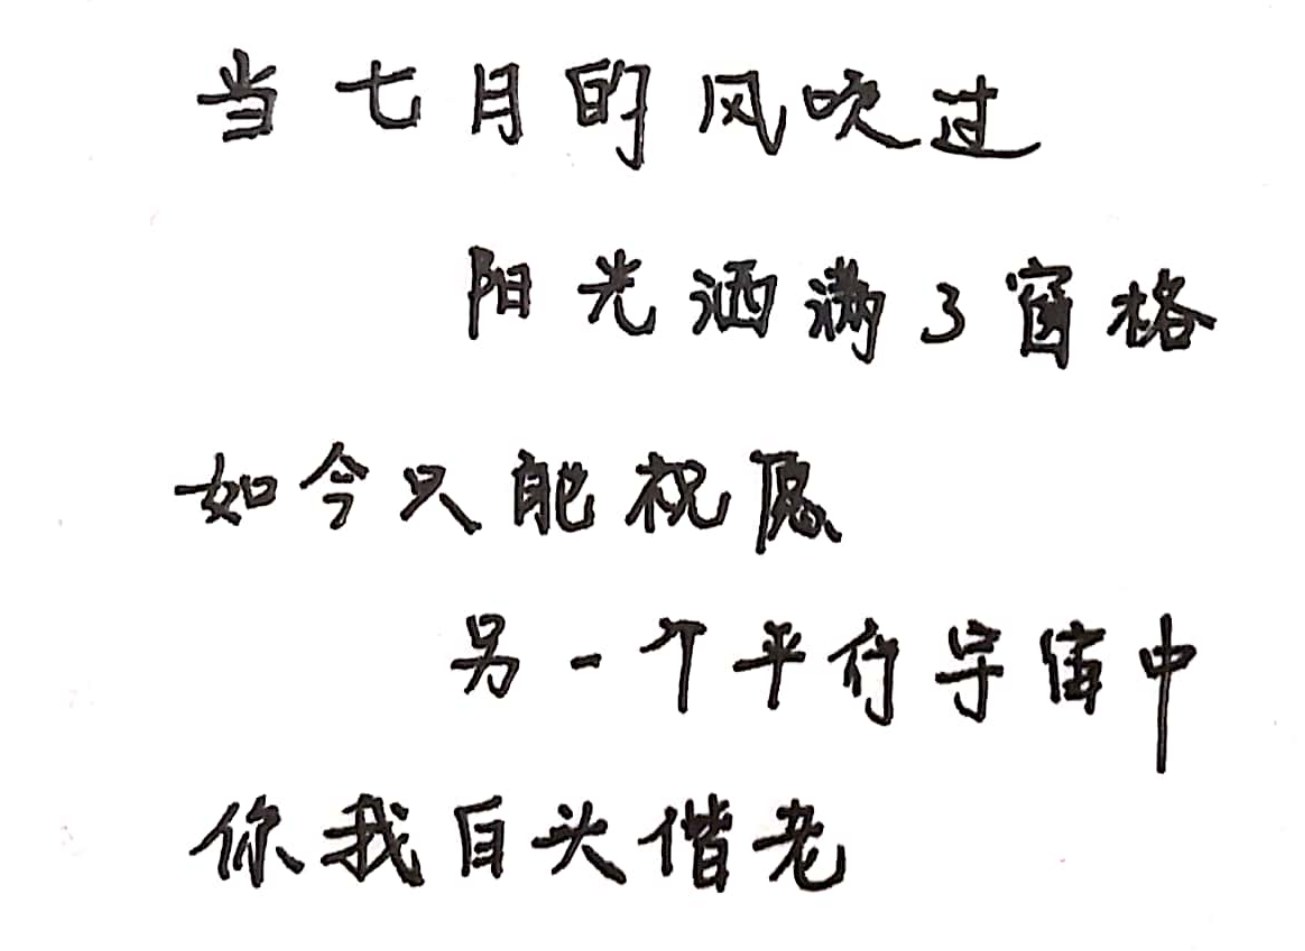 当七月的风吹过
阳光洒满了窗格
如今只能祝愿
另一个平行宇宙中
你我白头偕老